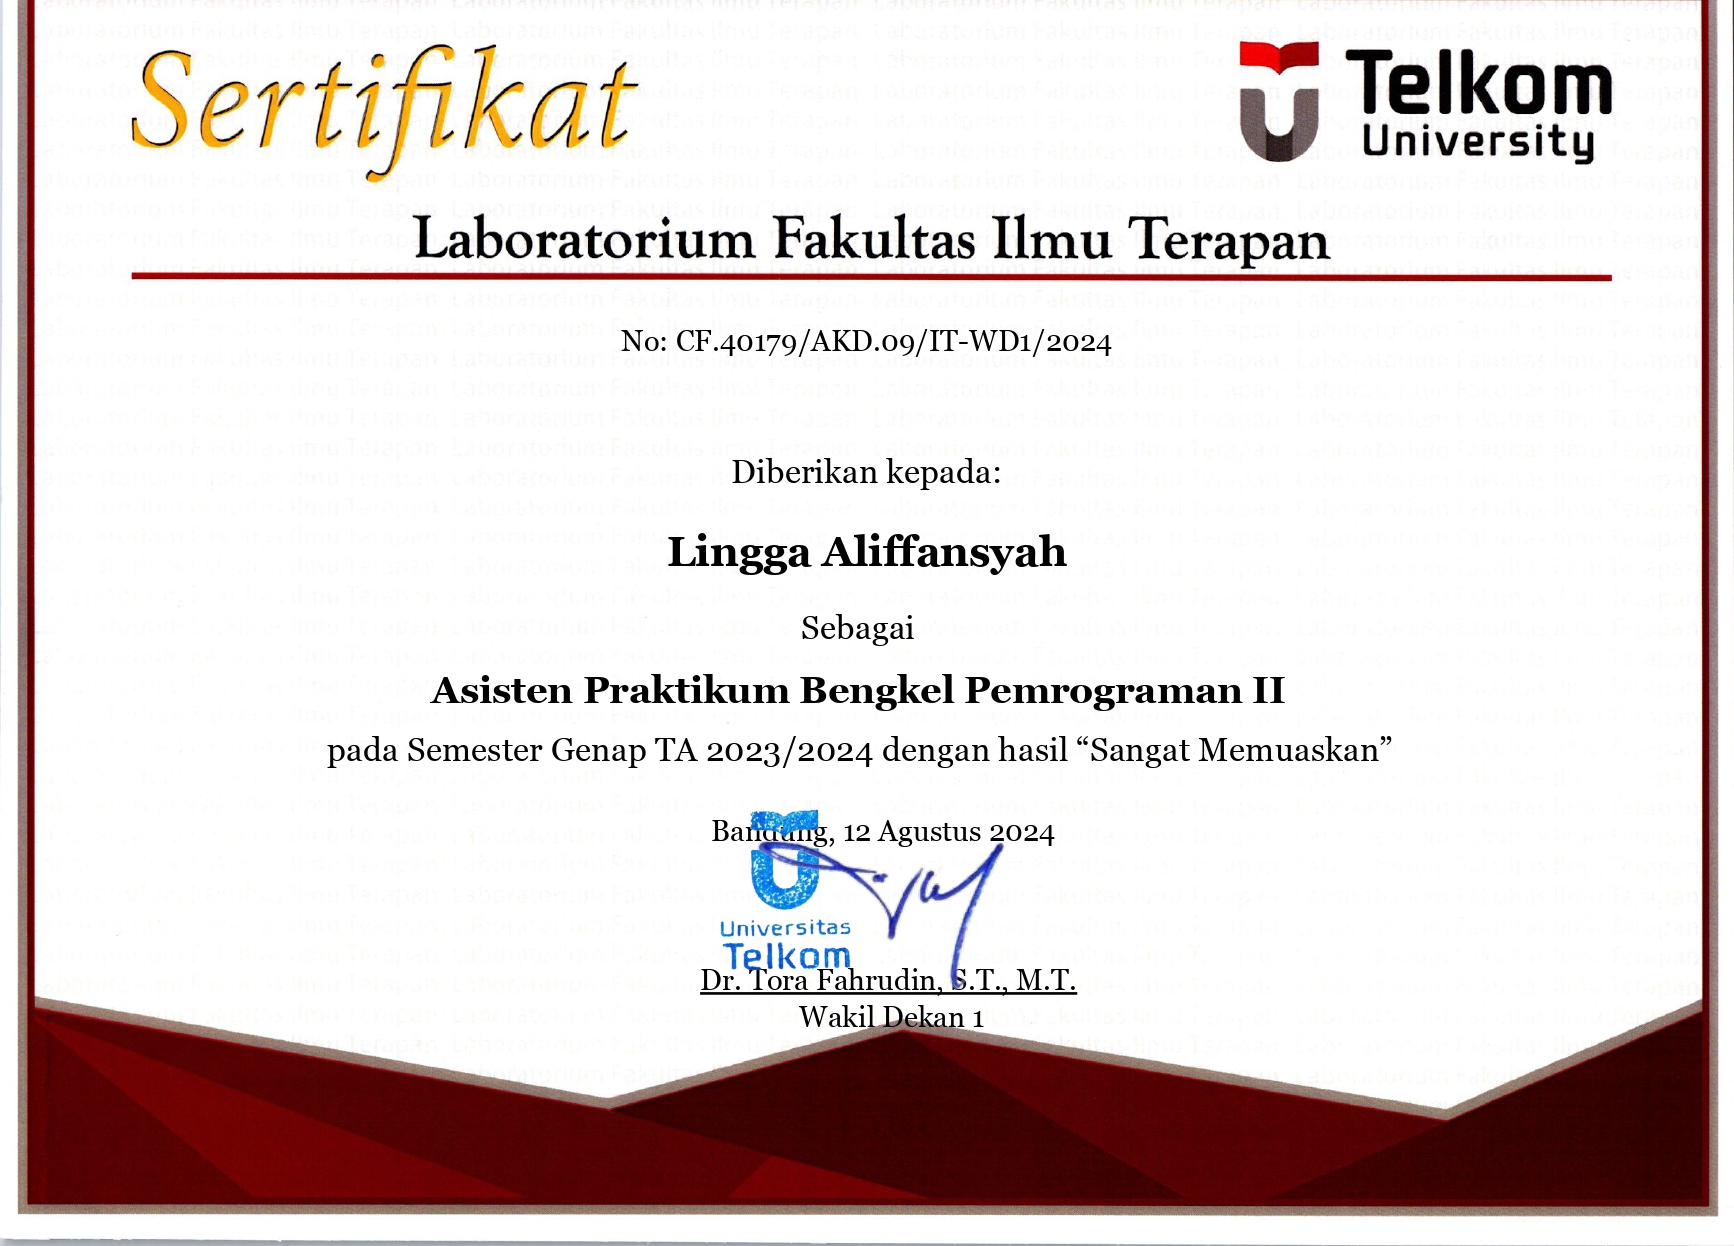 Sertifikat
Telkom
University
Laboratorium Fakultas Ilmu Terapan
No: CF.40179/AKD.09/IT-WD1/2024
Diberikan kepada:
Lingga Aliffansyah
Sebagai
Asisten Praktikum Bengkel Pemrograman II
pada Semester Genap TA 2023/2024 dengan hasil “Sangat Memuaskan”
Bandung, 12 Agustus 2024
Universitas
Telkom
Dr. Tora Fahrudin, S.T., M.T.
Wakil Dekan 1